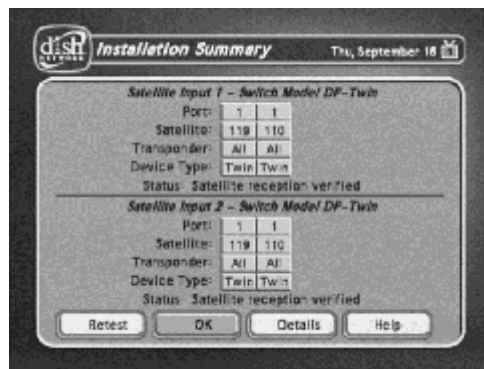 dish NETWORK
Installation Summary
Thu, September 16
Satellite Input 1 - Switch Model DP-Twin
Port: 1 1
Satellite: 119 110
Transponder: All All
Device Type: Twin Twin
Status: Satellite reception verified
Satellite Input 2 - Switch Model DP-Twin
Port: 1 1
Satellite: 119 110
Transponder: All All
Device Type: Twin Twin
Status: Satellite reception verified
Retest OK Details Help